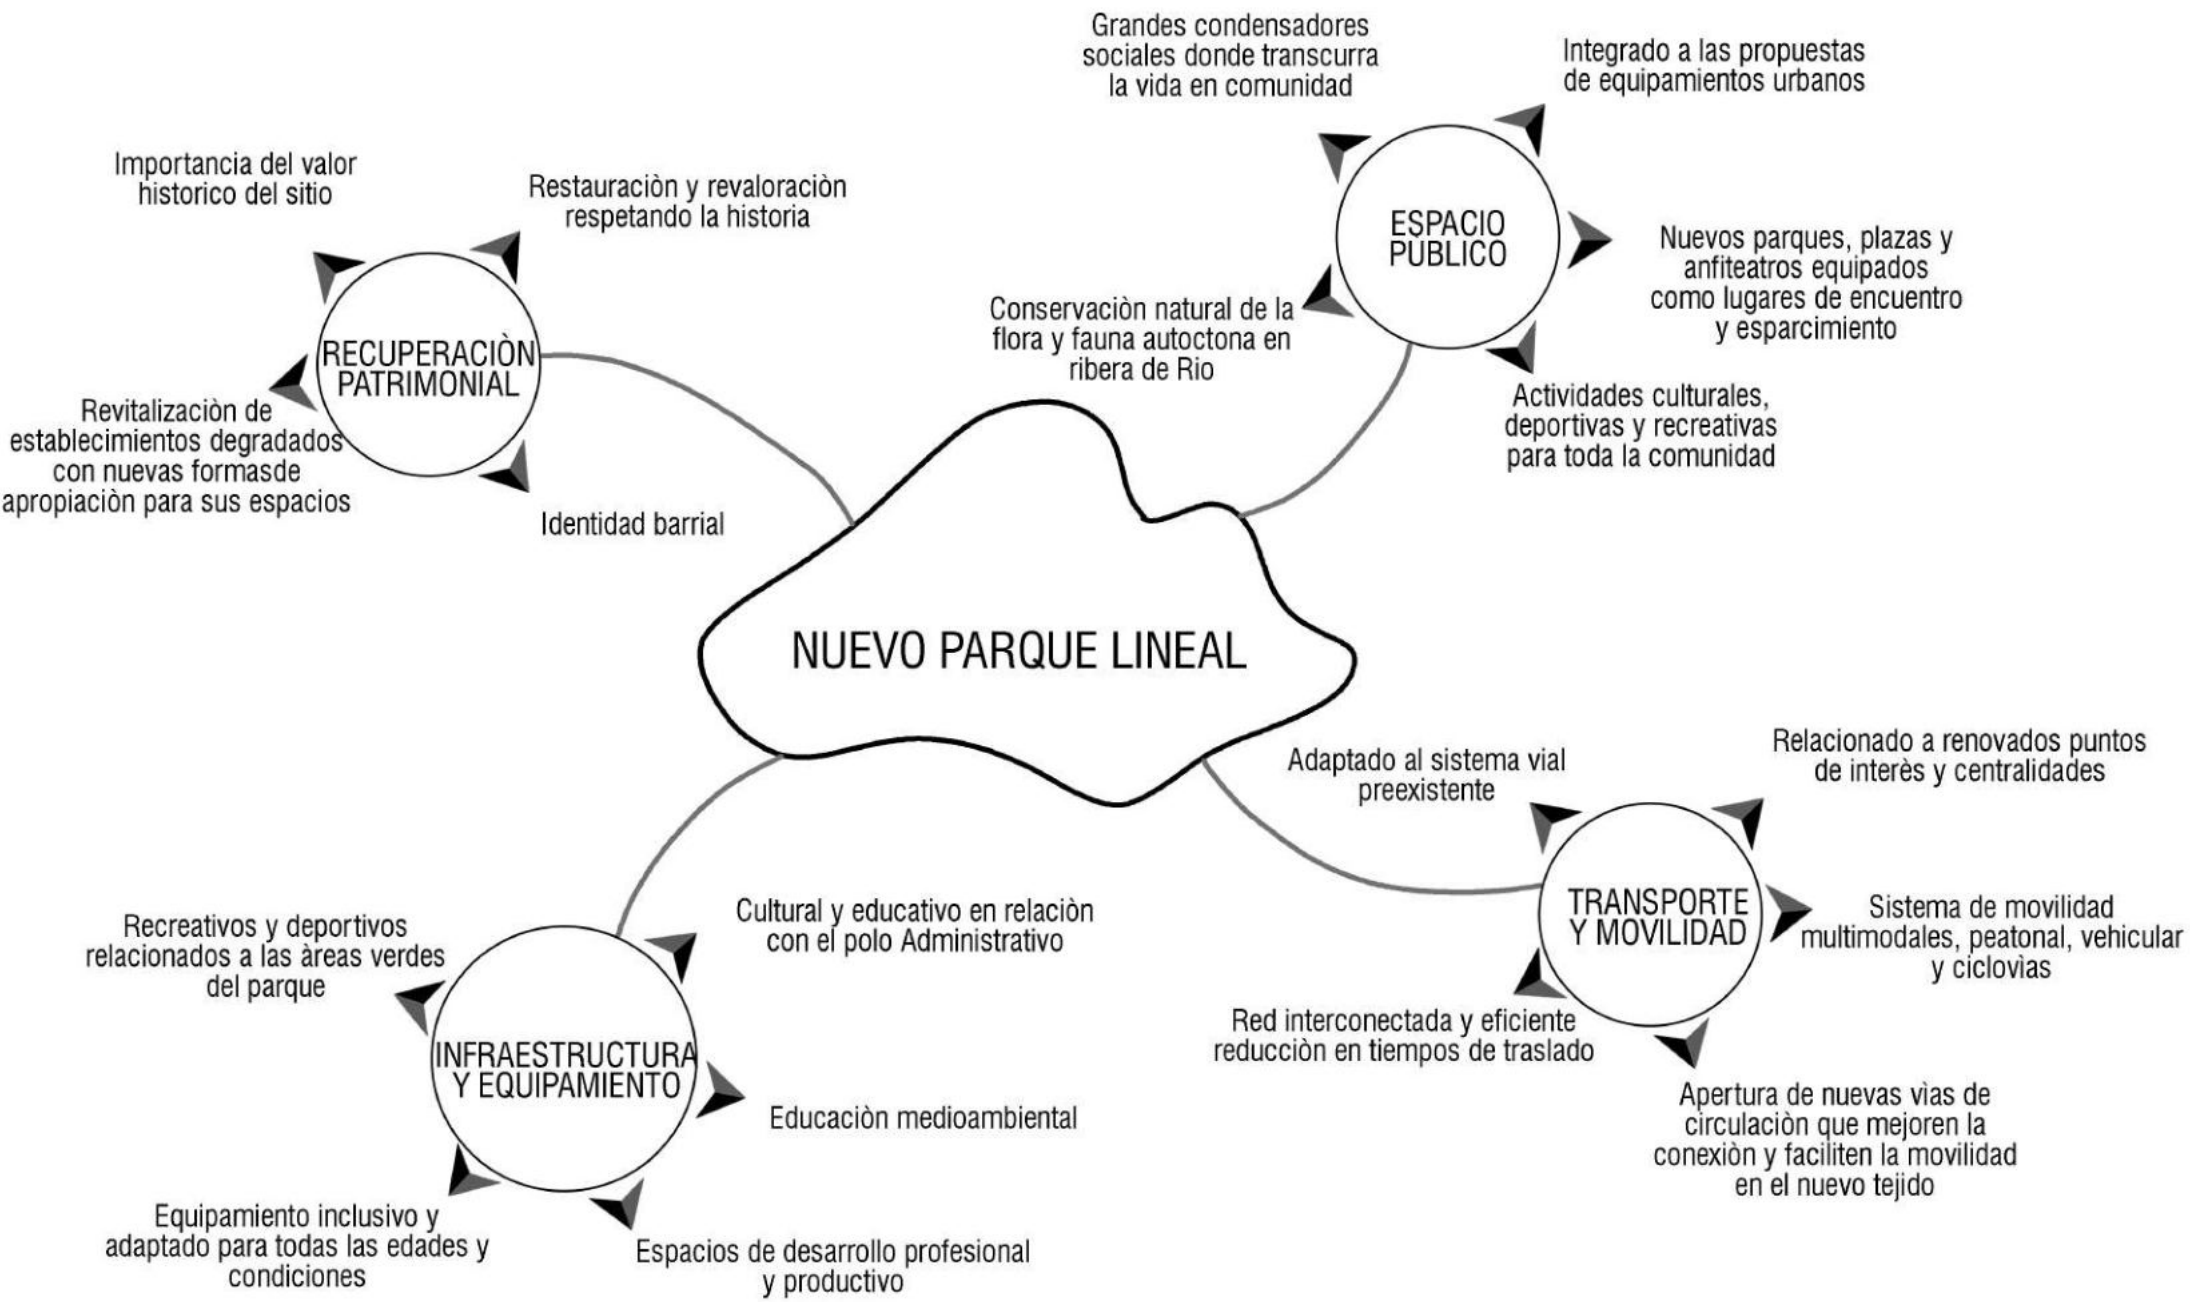 Importancia del valor
historico del sitio
Restauraciòn y revaloraciòn
respetando la historia
RECUPERACIÒN
PATRIMONIAL
Revitalizaciòn de
establecimientos degradados
con nuevas formasde
apropiaciòn para sus espacios
Identidad barrial
Grandes condensadores
sociales donde transcurra
la vida en comunidad
Integrado a las propuestas
de equipamientos urbanos
ESPACIO
PÙBLICO
Nuevos parques, plazas y
anfiteatros equipados
como lugares de encuentro
y esparcimiento
Conservaciòn natural de la
flora y fauna autoctona en
ribera de Rio
Actividades culturales,
deportivas y recreativas
para toda la comunidad
NUEVO PARQUE LINEAL
Recreativos y deportivos
relacionados a las àreas verdes
del parque
Cultural y educativo en relaciòn
con el polo Administrativo
INFRAESTRUCTURA
Y EQUIPAMIENTO
Educaciòn medioambiental
Equipamiento inclusivo y
adaptado para todas las edades y
condiciones
Espacios de desarrollo profesional
y productivo
Adaptado al sistema vial
preexistente
Relacionado a renovados puntos
de interès y centralidades
TRANSPORTE
Y MOVILIDAD
Sistema de movilidad
multimodales, peatonal, vehicular
y ciclovìas
Red interconectada y eficiente
reducciòn en tiempos de traslado
Apertura de nuevas vìas de
circulaciòn que mejoren la
conexiòn y faciliten la movilidad
en el nuevo tejido